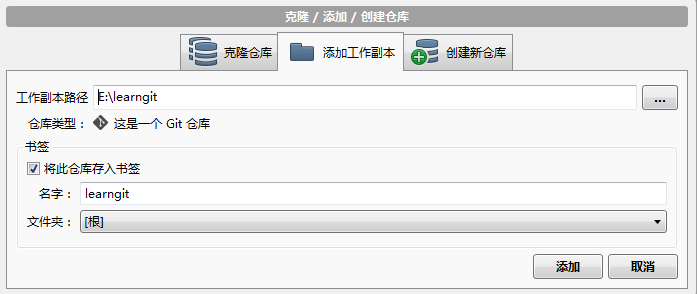 克隆 / 添加 / 创建仓库
克隆仓库 添加工作副本 创建新仓库
工作副本路径 E:\learngit ...
仓库类型： 这是一个 Git 仓库
书签
将此仓库存入书签
名字： learngit
文件夹： [根]
添加 取消